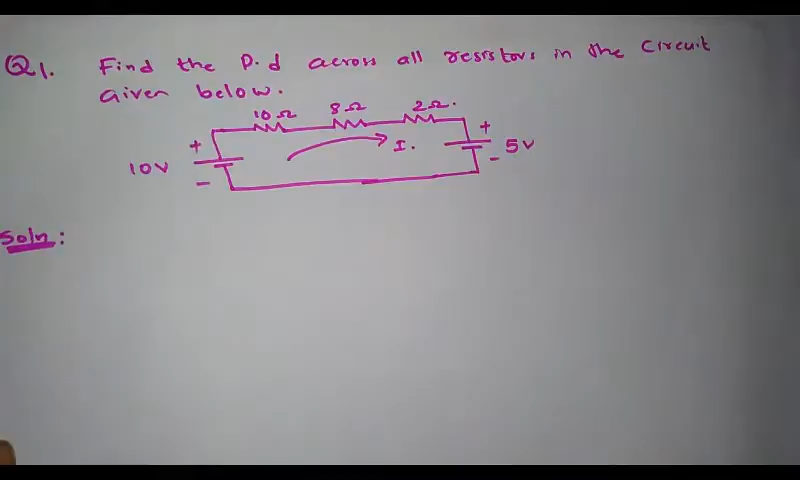 Q1. Find the P.d across all resistors in the circuit
given below.
10Ω 8Ω 2Ω.
+ +
10V I. 5V
- -
Soln: